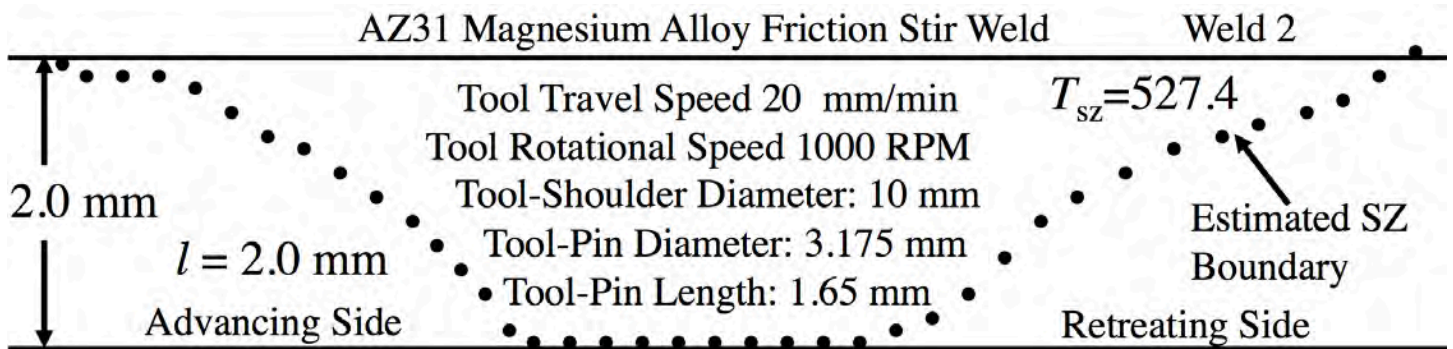 AZ31 Magnesium Alloy Friction Stir Weld Weld 2
Tool Travel Speed 20 mm/min
T_sz=527.4
Tool Rotational Speed 1000 RPM
Tool-Shoulder Diameter: 10 mm
2.0 mm
Estimated SZ
Boundary
Tool-Pin Diameter: 3.175 mm
l = 2.0 mm
Tool-Pin Length: 1.65 mm
Advancing Side
Retreating Side